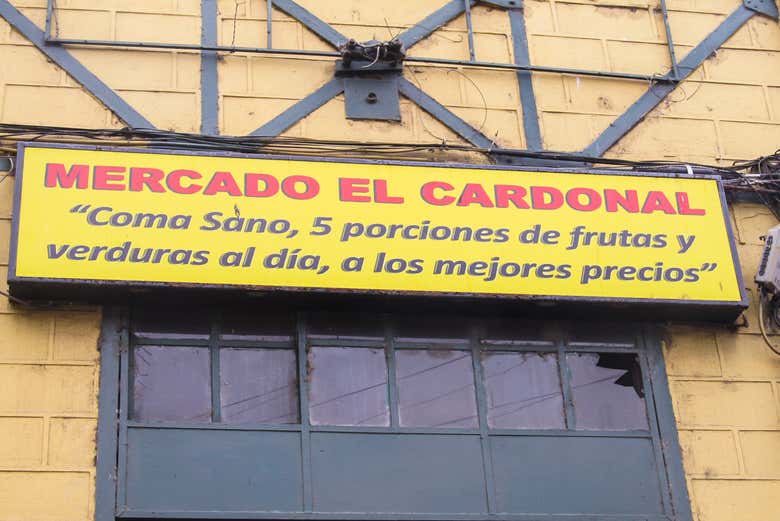 MERCADO EL CARDONAL
“Coma Sano, 5 porciones de frutas y
verduras al día, a los mejores precios”